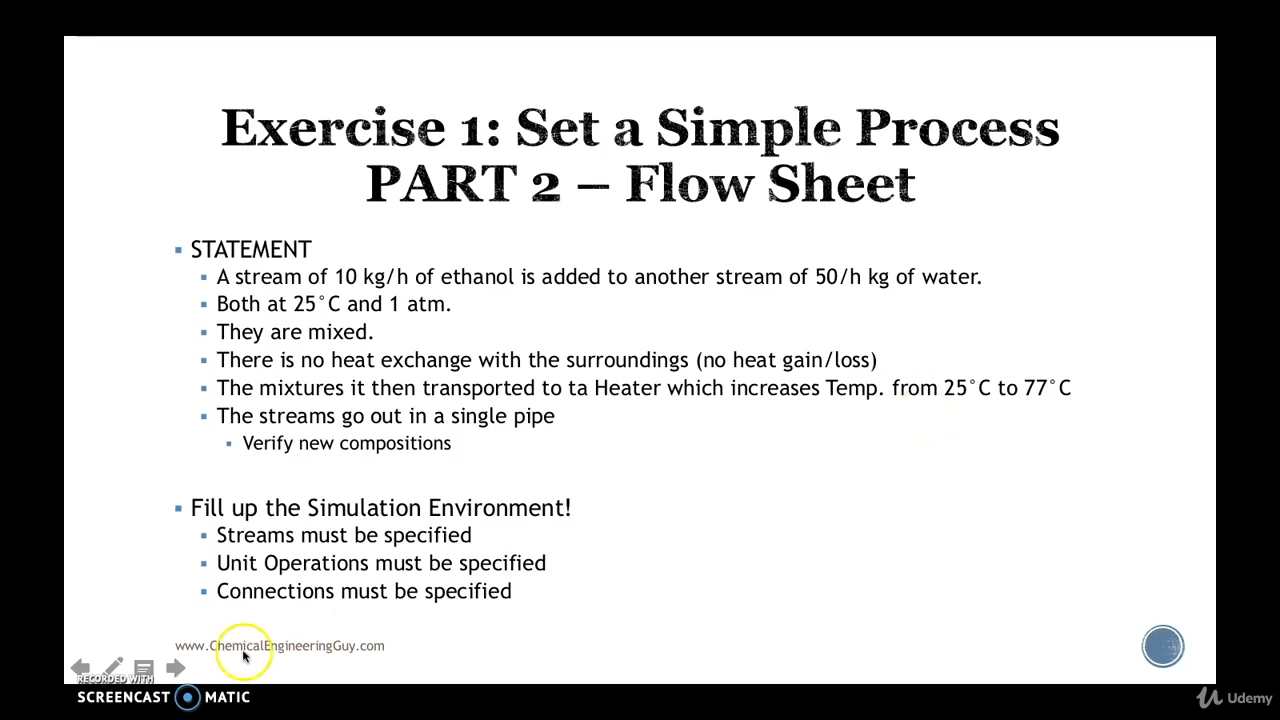 Exercise 1: Set a Simple Process
PART 2 – Flow Sheet
STATEMENT
A stream of 10 kg/h of ethanol is added to another stream of 50/h kg of water.
Both at 25°C and 1 atm.
They are mixed.
There is no heat exchange with the surroundings (no heat gain/loss)
The mixtures it then transported to ta Heater which increases Temp. from 25°C to 77°C
The streams go out in a single pipe
Verify new compositions
Fill up the Simulation Environment!
Streams must be specified
Unit Operations must be specified
Connections must be specified
www.ChemicalEngineeringGuy.com
RECORDED WITH
SCREENCAST MATIC
Udemy